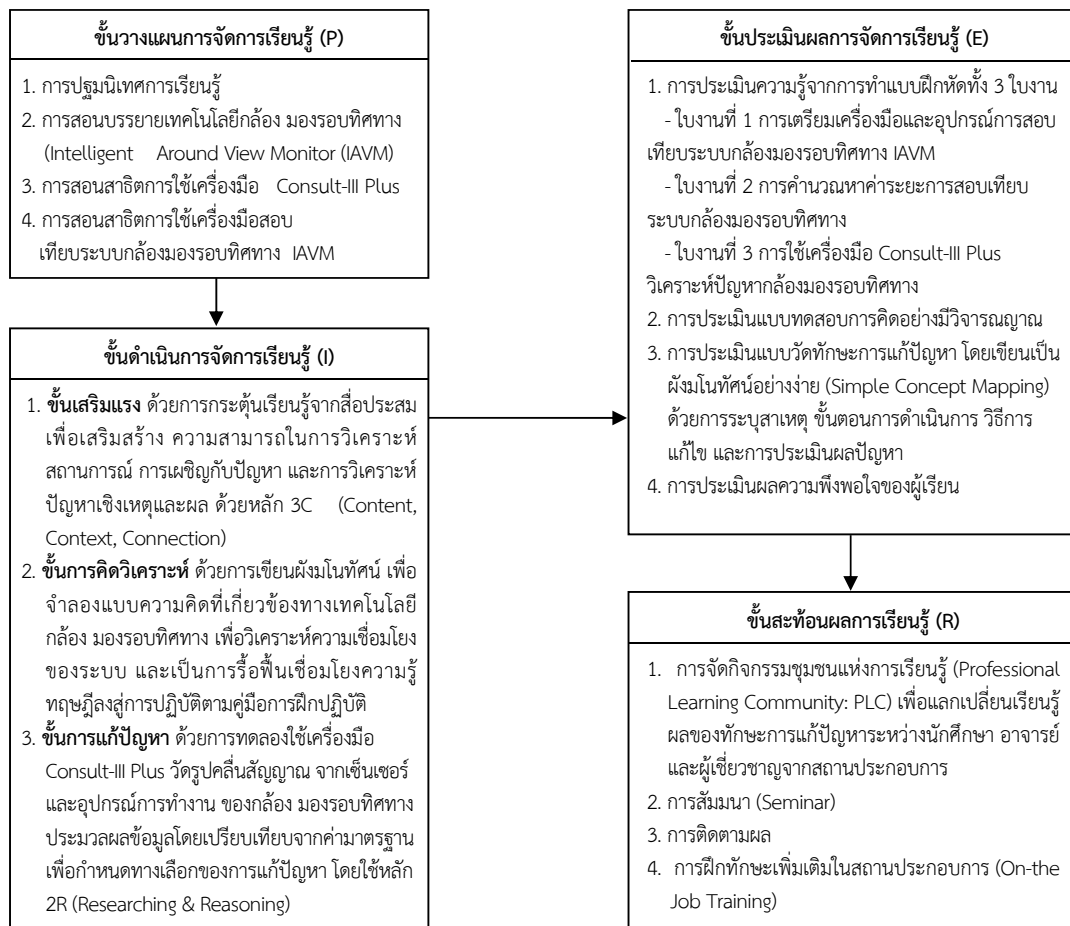 ขั้นวางแผนการจัดการเรียนรู้ (P)
1. การปฐมนิเทศการเรียนรู้
2. การสอนบรรยายเทคโนโลยีกล้อง มองรอบทิศทาง
(Intelligent Around View Monitor (IAVM)
3. การสอนสาธิตการใช้เครื่องมือ Consult-III Plus
4. การสอนสาธิตการใช้เครื่องมือสอบ
เทียบระบบกล้องมองรอบทิศทาง IAVM
ขั้นดำเนินการจัดการเรียนรู้ (I)
1. ขั้นเสริมแรง ด้วยการกระตุ้นเรียนรู้จากสื่อประสม
เพื่อเสริมสร้าง ความสามารถในการวิเคราะห์
สถานการณ์ การเผชิญกับปัญหา และการวิเคราะห์
ปัญหาเชิงเหตุและผล ด้วยหลัก 3C (Content,
Context, Connection)
2. ขั้นการคิดวิเคราะห์ ด้วยการเขียนผังมโนทัศน์ เพื่อ
จำลองแบบความคิดที่เกี่ยวข้องทางเทคโนโลยี
กล้อง มองรอบทิศทาง เพื่อวิเคราะห์ความเชื่อมโยง
ของระบบ และเป็นการรื้อฟื้นเชื่อมโยงความรู้
ทฤษฎีลงสู่การปฏิบัติตามคู่มือการฝึกปฏิบัติ
3. ขั้นการแก้ปัญหา ด้วยการทดลองใช้เครื่องมือ
Consult-III Plus วัดรูปคลื่นสัญญาณ จากเซ็นเซอร์
และอุปกรณ์การทำงาน ของกล้อง มองรอบทิศทาง
ประมวลผลข้อมูลโดยเปรียบเทียบจากค่ามาตรฐาน
เพื่อกำหนดทางเลือกของการแก้ปัญหา โดยใช้หลัก
2R (Researching & Reasoning)
ขั้นประเมินผลการจัดการเรียนรู้ (E)
1. การประเมินความรู้จากการทำแบบฝึกหัดทั้ง 3 ใบงาน
- ใบงานที่ 1 การเตรียมเครื่องมือและอุปกรณ์การสอบ
เทียบระบบกล้องมองรอบทิศทาง IAVM
- ใบงานที่ 2 การคำนวณหาค่าระยะการสอบเทียบ
ระบบกล้องมองรอบทิศทาง
- ใบงานที่ 3 การใช้เครื่องมือ Consult-III Plus
วิเคราะห์ปัญหากล้องมองรอบทิศทาง
2. การประเมินแบบทดสอบการคิดอย่างมีวิจารณญาณ
3. การประเมินแบบวัดทักษะการแก้ปัญหา โดยเขียนเป็น
ผังมโนทัศน์อย่างง่าย (Simple Concept Mapping)
ด้วยการระบุสาเหตุ ขั้นตอนการดำเนินการ วิธีการ
แก้ไข และการประเมินผลปัญหา
4. การประเมินผลความพึงพอใจของผู้เรียน
ขั้นสะท้อนผลการเรียนรู้ (R)
1. การจัดกิจกรรมชุมชนแห่งการเรียนรู้ (Professional
Learning Community: PLC) เพื่อแลกเปลี่ยนเรียนรู้
ผลของทักษะการแก้ปัญหาระหว่างนักศึกษา อาจารย์
และผู้เชี่ยวชาญจากสถานประกอบการ
2. การสัมมนา (Seminar)
3. การติดตามผล
4. การฝึกทักษะเพิ่มเติมในสถานประกอบการ (On-the
Job Training)